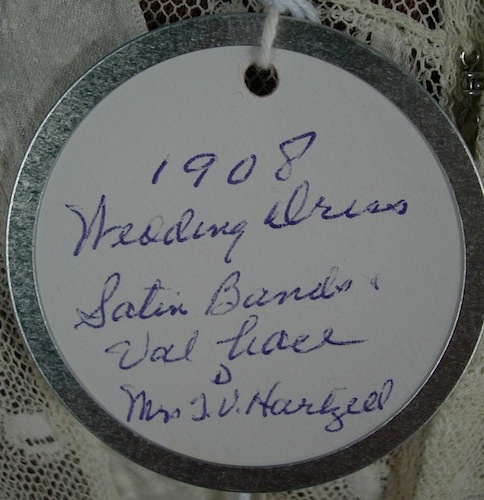 1908
Wedding Dress
Satin Bands &
Val Lace
D
Mrs J. V. Hartzell